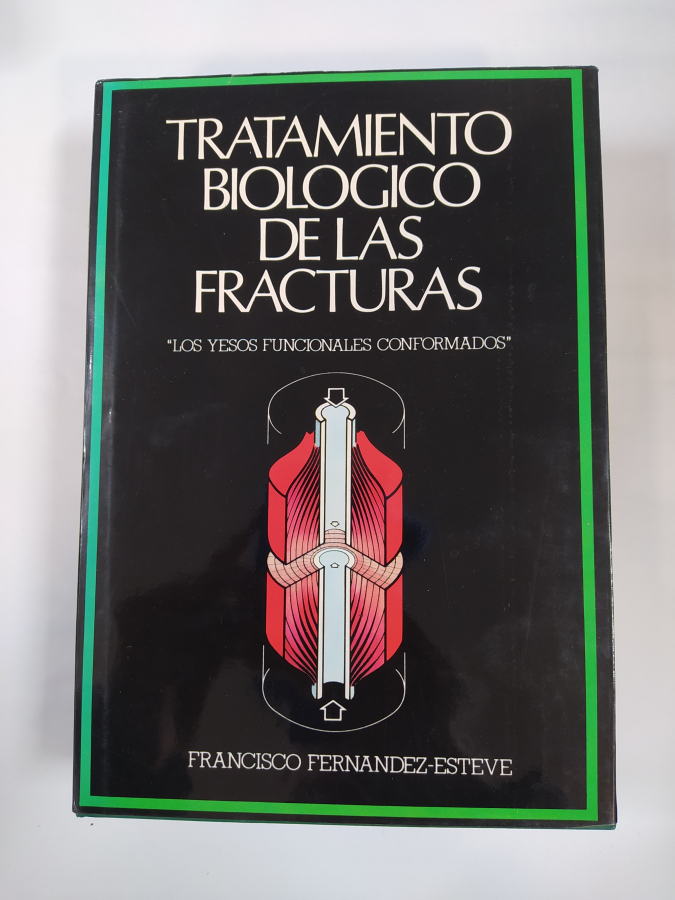 TRATAMIENTO
BIOLOGICO
DE LAS
FRACTURAS
"LOS YESOS FUNCIONALES CONFORMADOS"
FRANCISCO FERNANDEZ-ESTEVE